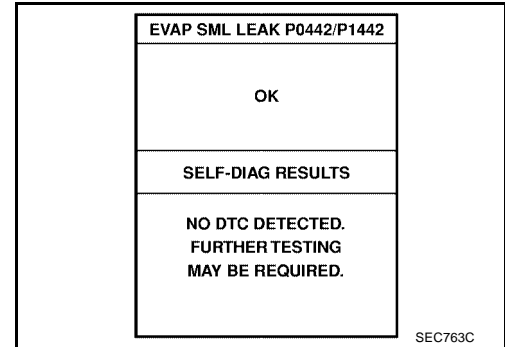 EVAP SML LEAK P0442/P1442
OK
SELF-DIAG RESULTS
NO DTC DETECTED.
FURTHER TESTING
MAY BE REQUIRED.
SEC763C